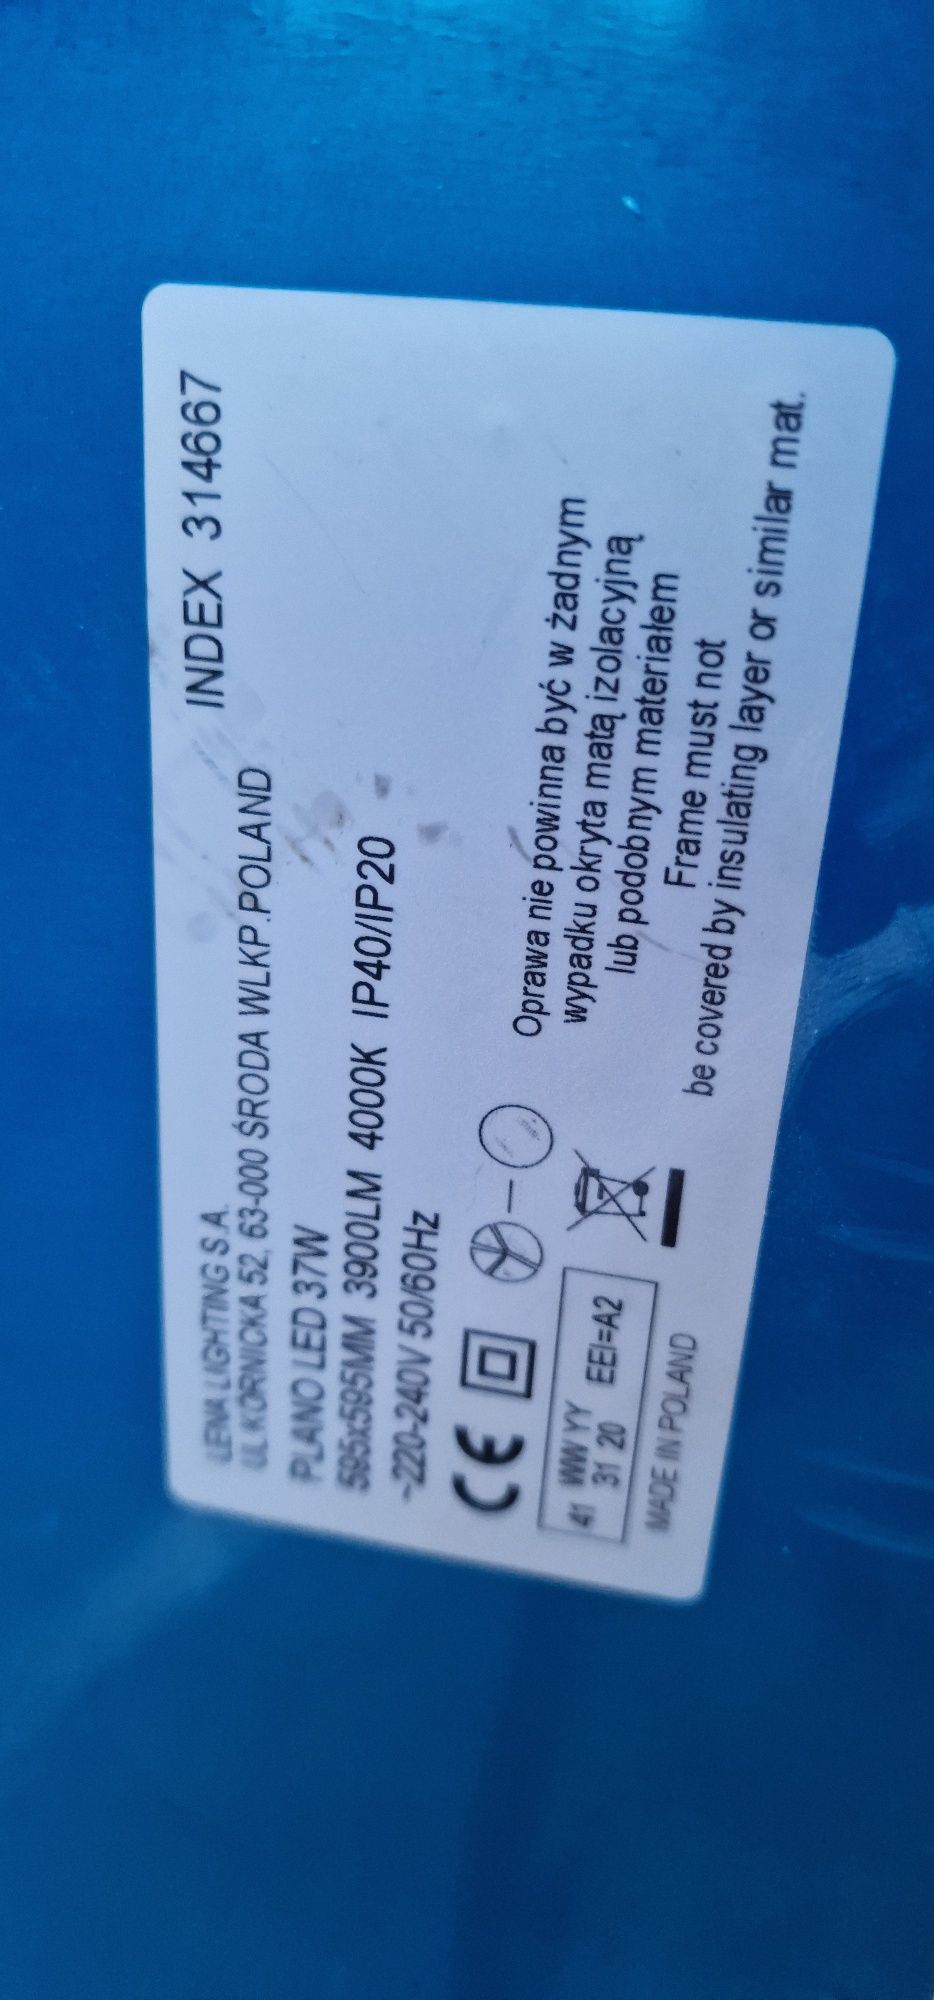 LENA LIGHTING S.A.
UL.KÓRNICKA 52, 63-000 ŚRODA WLKP.POLAND
INDEX 314667
PLANO LED 37W
595x595MM 3900LM 4000K IP40/IP20
~220-240V 50/60Hz
CE
Oprawa nie powinna być w żadnym
wypadku okryta matą izolacyjną
lub podobnym materiałem
Frame must not
be covered by insulating layer or similar mat.
41 WW YY EEI=A2
31 20
MADE IN POLAND